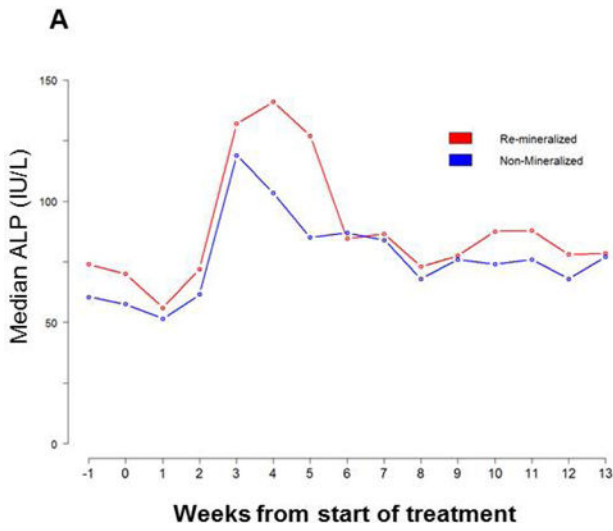 A
150
100
50
0
Median ALP (IU/L)
Re-mineralized
Non-Mineralized
-1 0 1 2 3 4 5 6 7 8 9 10 11 12 13
Weeks from start of treatment